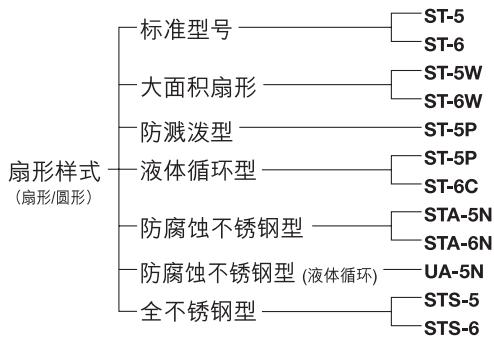 扇形样式
(扇形/圆形)
标准型号
ST-5
ST-6
大面积扇形
ST-5W
ST-6W
防溅泼型
ST-5P
液体循环型
ST-5P
ST-6C
防腐蚀不锈钢型
STA-5N
STA-6N
防腐蚀不锈钢型 (液体循环)
UA-5N
全不锈钢型
STS-5
STS-6